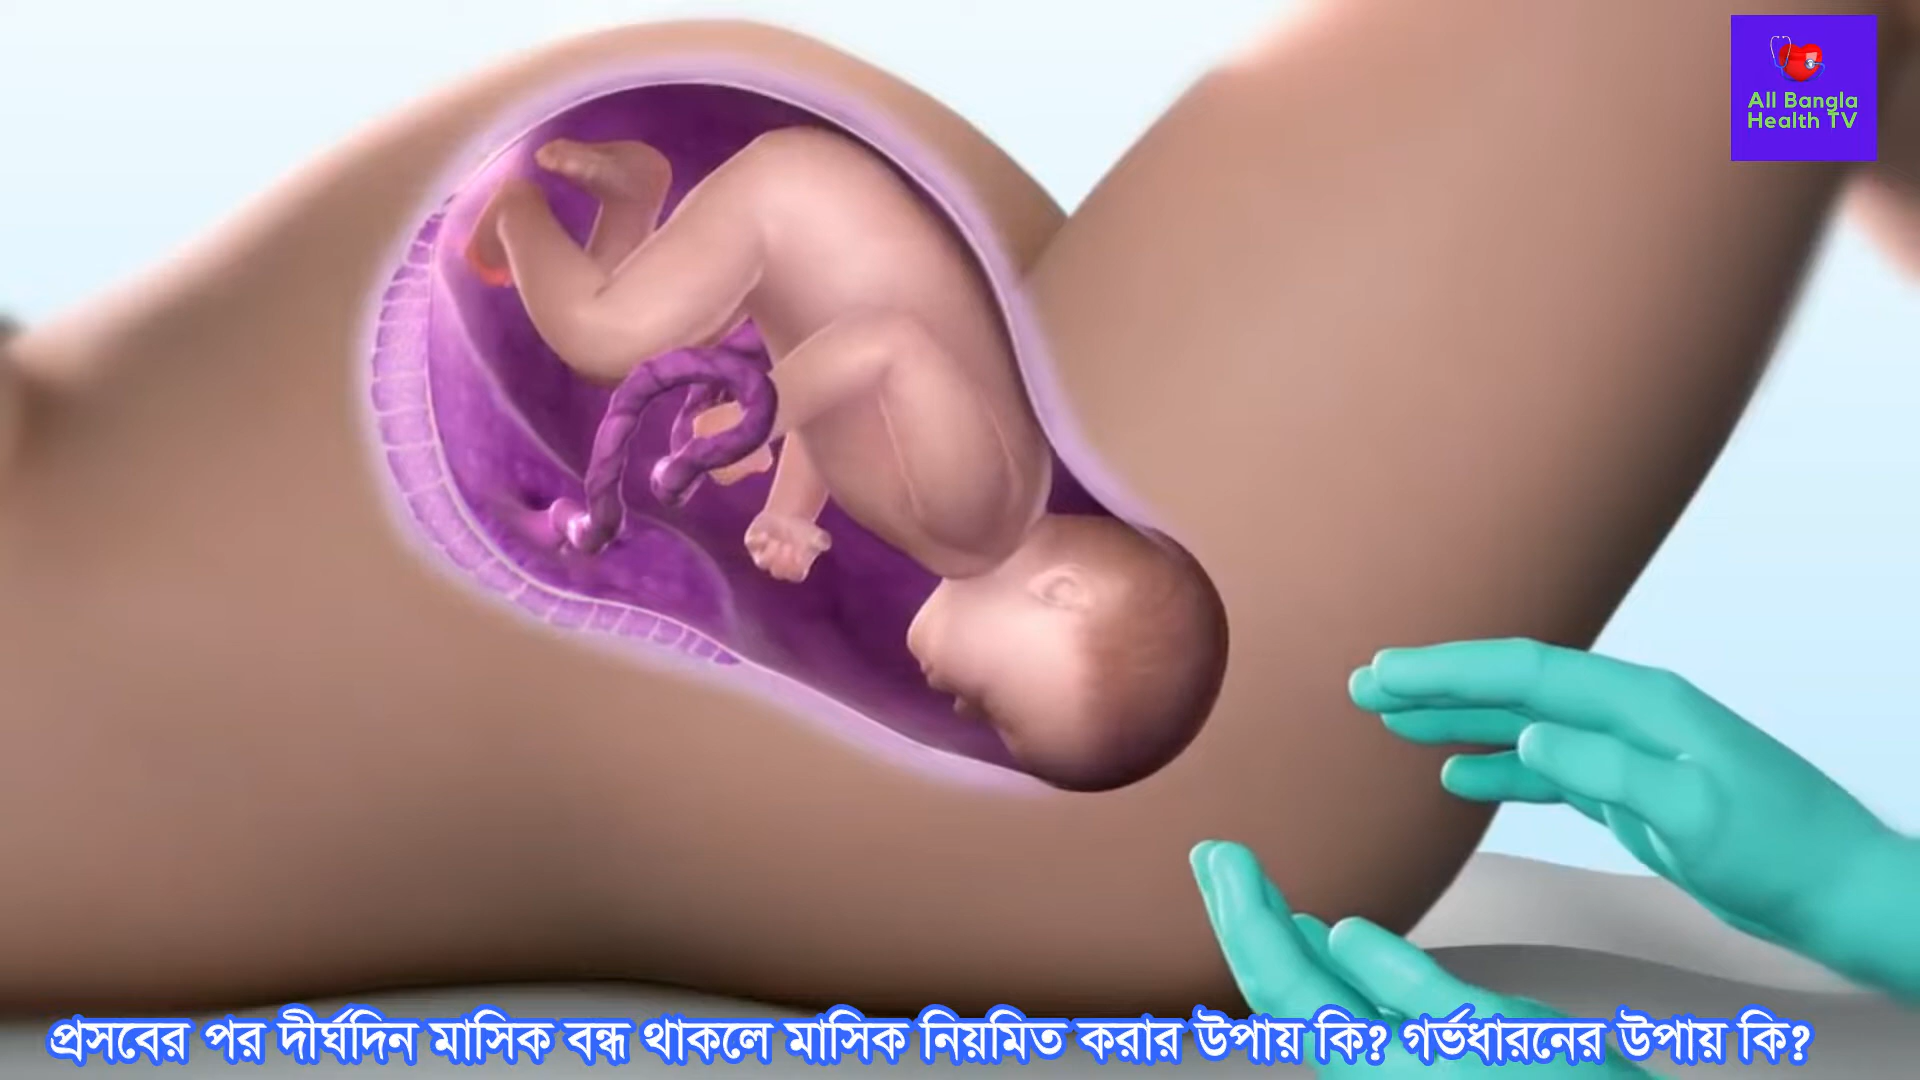 All Bangla
Health TV
প্রসবের পর দীর্ঘদিন মাসিক বন্ধ থাকলে মাসিক নিয়মিত করার উপায় কি? গর্ভধারনের উপায় কি?